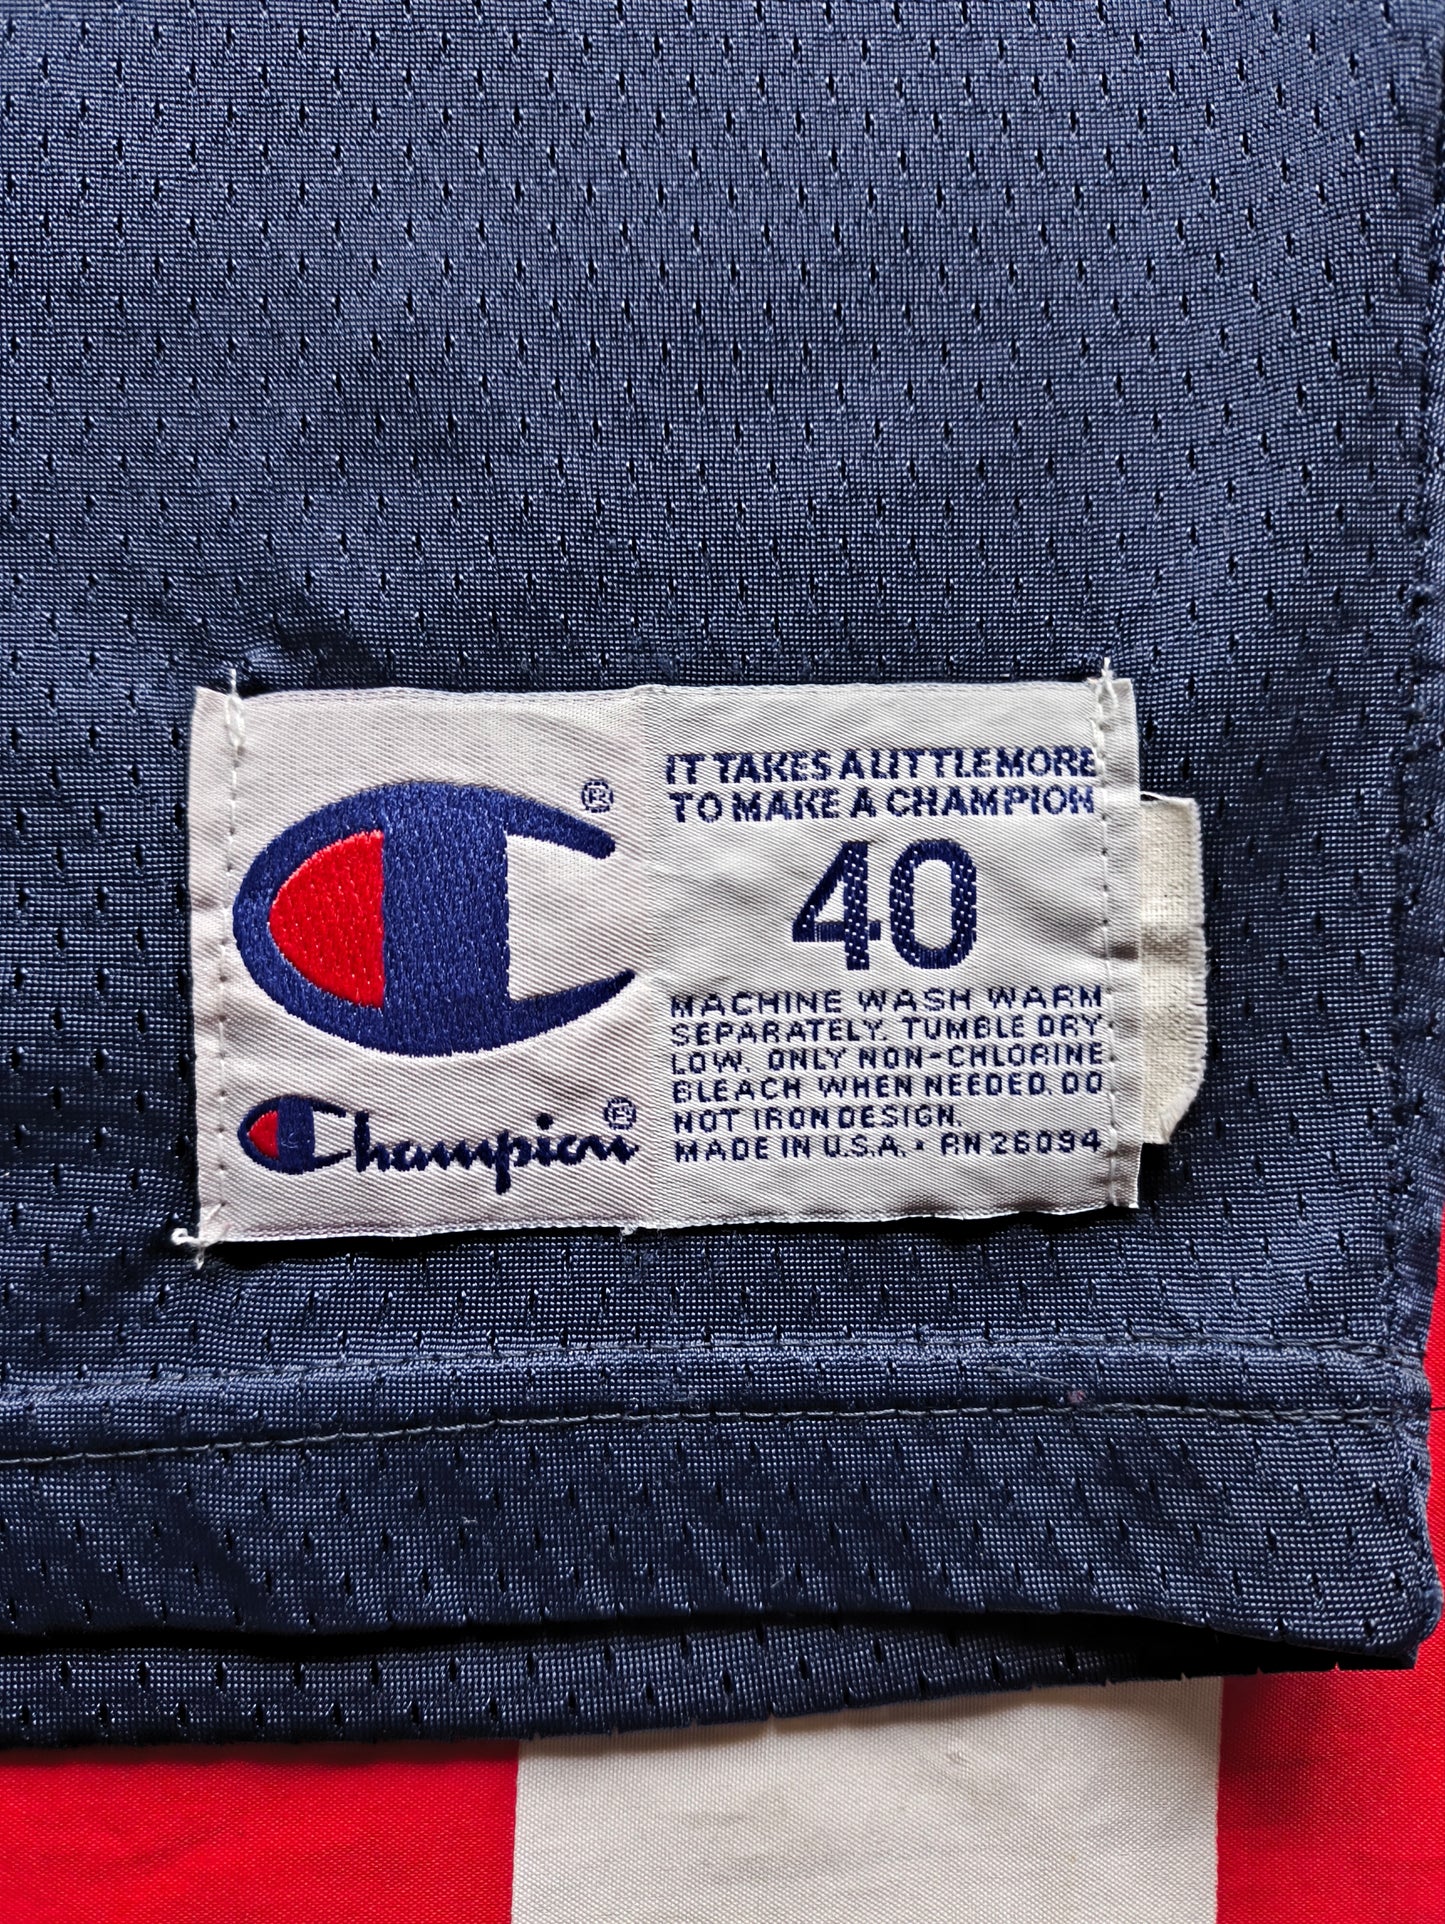 IT TAKES A LITTLE MORE
TO MAKE A CHAMPION
40
MACHINE WASH WARM
SEPARATELY. TUMBLE DRY
LOW. ONLY NON-CHLORINE
BLEACH WHEN NEEDED. DO
NOT IRON DESIGN.
MADE IN U.S.A. · RN 26094
®
Champion®